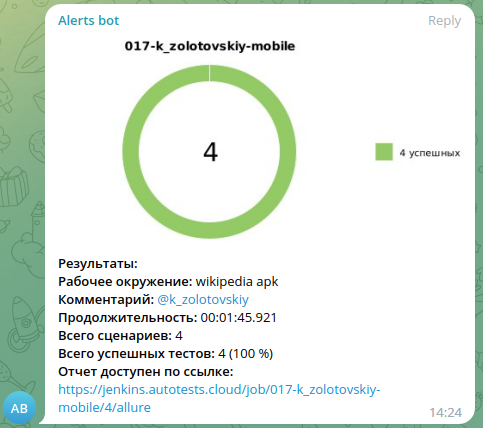 Alerts bot
Reply
017-k_zolotovskiy-mobile
4
4 успешных
Результаты:
Рабочее окружение: wikipedia apk
Комментарий: @k_zolotovskiy
Продолжительность: 00:01:45.921
Всего сценариев: 4
Всего успешных тестов: 4 (100 %)
Отчет доступен по ссылке:
https://jenkins.autotests.cloud/job/017-k_zolotovskiy-
mobile/4/allure
AB
14:24